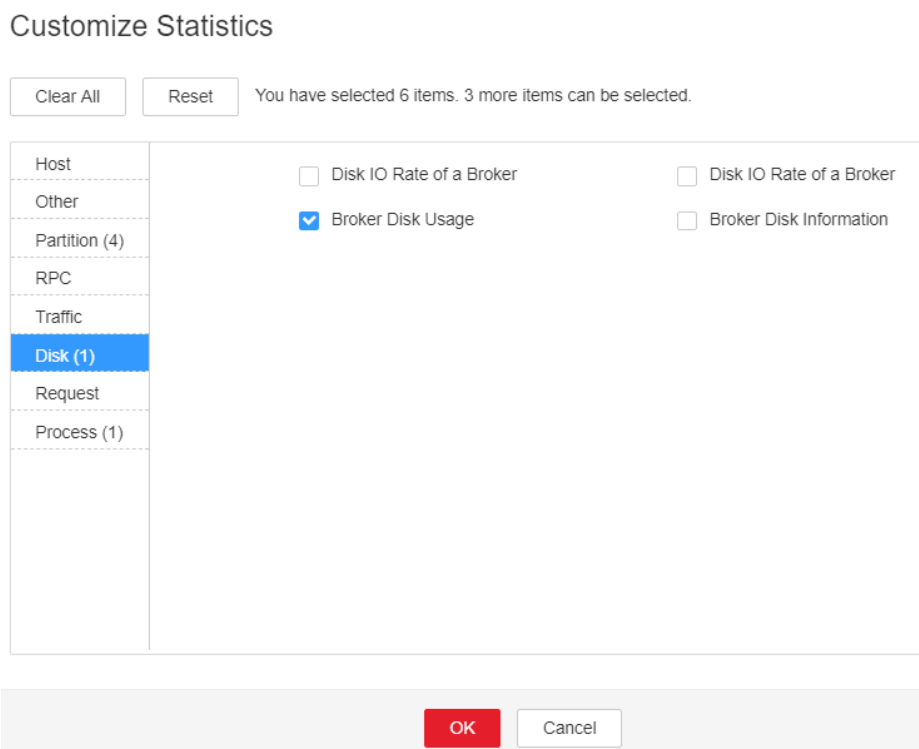 Customize Statistics
Clear All Reset You have selected 6 items. 3 more items can be selected.
Host
Other
Partition (4)
RPC
Traffic
Disk (1)
Request
Process (1)
Disk IO Rate of a Broker Disk IO Rate of a Broker
Broker Disk Usage Broker Disk Information
OK Cancel